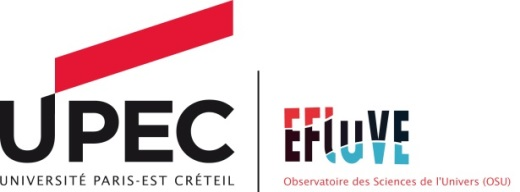 UPEC
UNIVERSITÉ PARIS-EST CRÉTEIL
EFLUVE
Observatoire des Sciences de l'Univers (OSU)